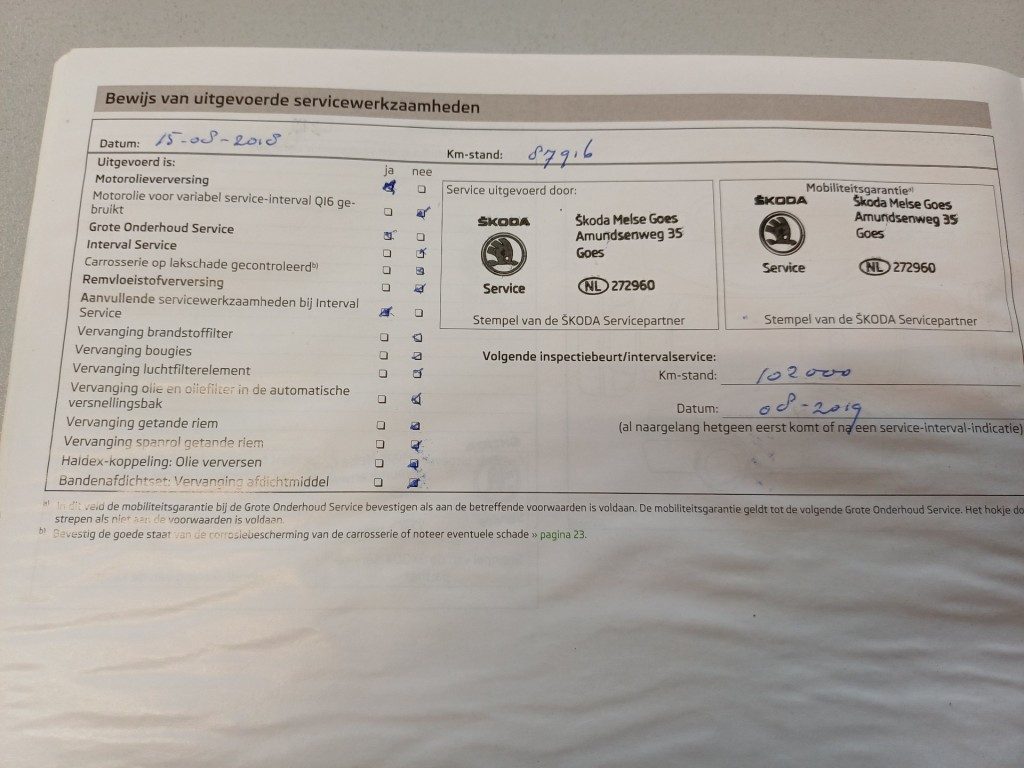 Bewijs van uitgevoerde servicewerkzaamheden
Datum: 15-08-2018
Km-stand: 87916
Uitgevoerd is:
ja nee
Motorolieverversing
Motorolie voor variabel service-interval QI6 ge-
bruikt
Grote Onderhoud Service
Interval Service
Carrosserie op lakschade gecontroleerd b)
Remvloeistofverversing
Aanvullende servicewerkzaamheden bij Interval
Service
Vervanging brandstoffilter
Vervanging bougies
Vervanging luchtfilterelement
Vervanging olie en oliefilter in de automatische
versnellingsbak
Vervanging getande riem
Vervanging spanrol getande riem
Haldex-koppeling: Olie verversen
Bandenafdichtset: Vervanging afdichtmiddel
Service uitgevoerd door:
ŠKODA
Service
Škoda Melse Goes
Amundsenweg 35
Goes
NL 272960
Stempel van de ŠKODA Servicepartner
Mobiliteitsgarantie a)
ŠKODA
Service
Škoda Melse Goes
Amundsenweg 35
Goes
NL 272960
Stempel van de ŠKODA Servicepartner
Volgende inspectiebeurt/intervalservice:
Km-stand: 102000
Datum: 08-2019
(al naargelang hetgeen eerst komt of na een service-interval-indicatie)
a) In dit veld de mobiliteitsgarantie bij de Grote Onderhoud Service bevestigen als aan de betreffende voorwaarden is voldaan. De mobiliteitsgarantie geldt tot de volgende Grote Onderhoud Service. Het hokje do
strepen als niet aan de voorwaarden is voldaan.
b) Bevestig de goede staat van de corrosiebescherming van de carrosserie of noteer eventuele schade » pagina 23.